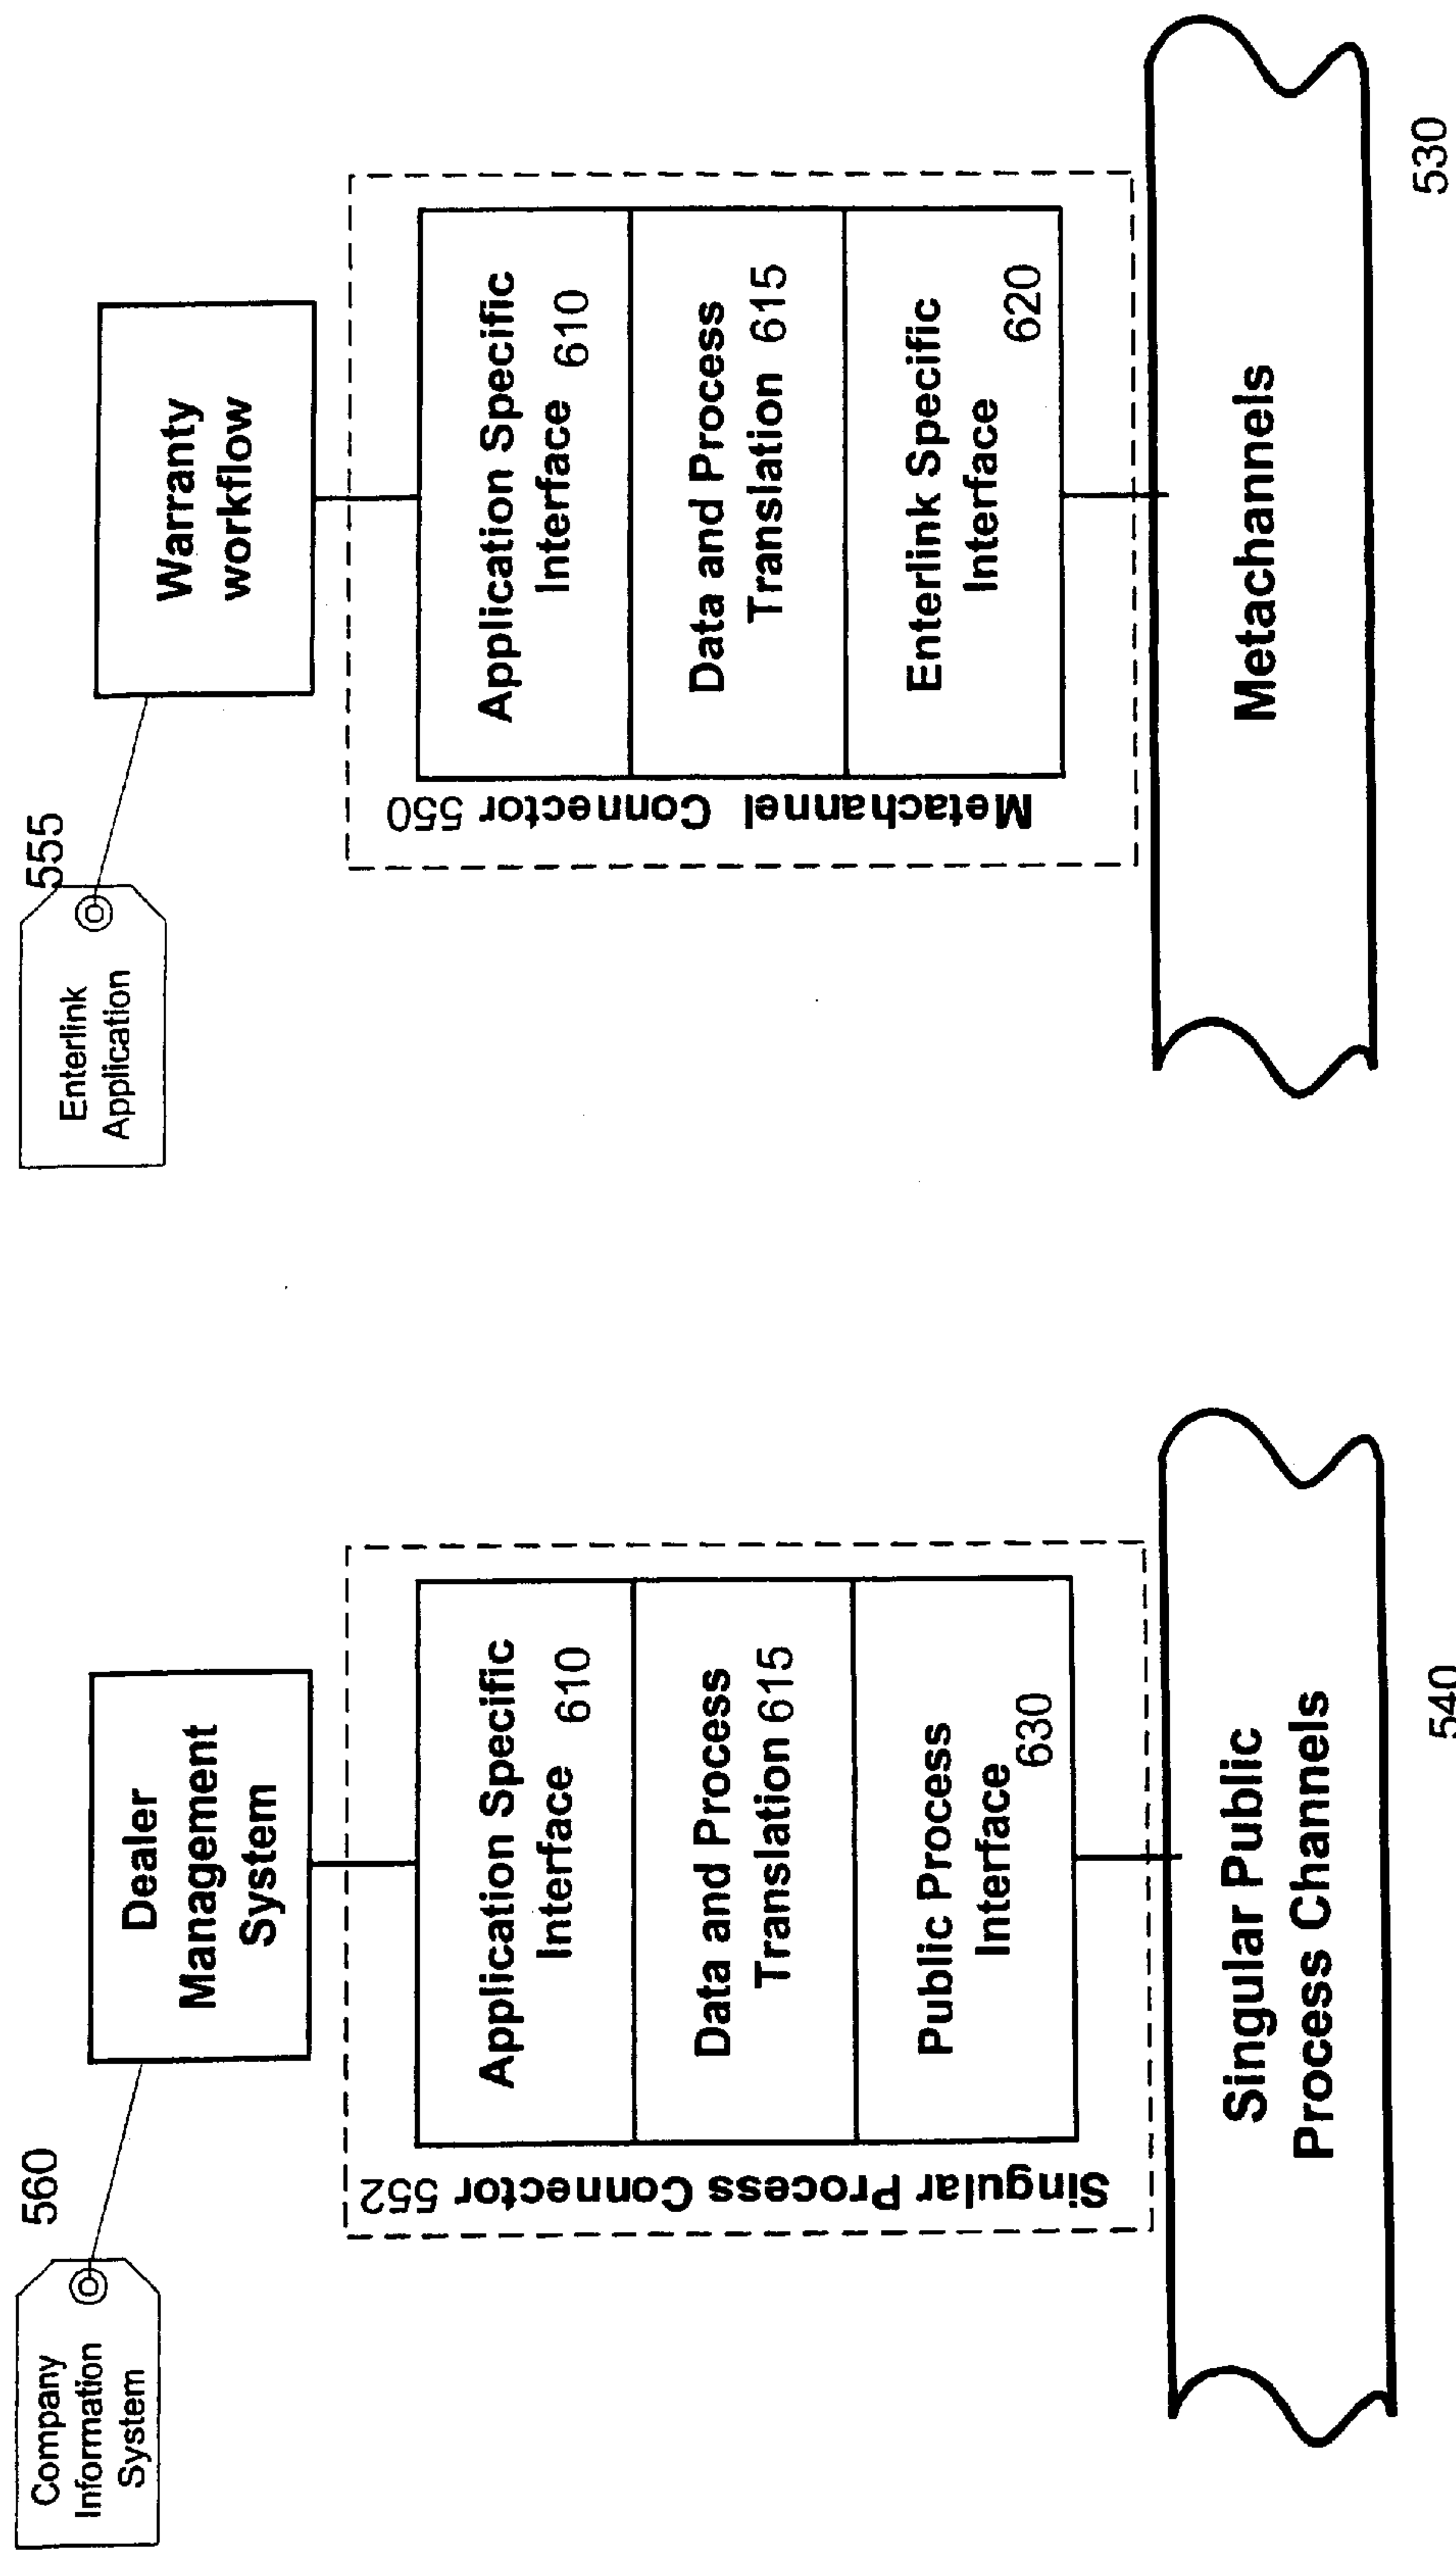 560
Company
Information
System
Dealer
Management
System
Singular Process Connector 552
Application Specific
Interface 610
Data and Process
Translation 615
Public Process
Interface
630
Singular Public
Process Channels
540
555
Enterlink
Application
Warranty
workflow
Metachannel Connector 550
Application Specific
Interface 610
Data and Process
Translation 615
Enterlink Specific
Interface
620
Metachannels
530